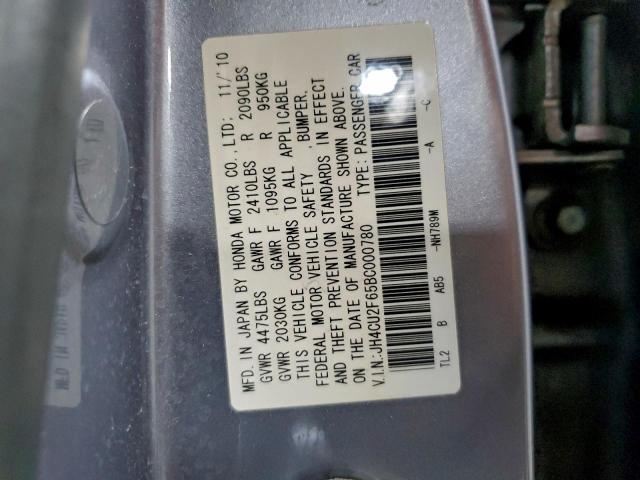 MFD. IN JAPAN BY HONDA MOTOR CO., LTD; 11/'10
GVWR 4475LBS GAWR F 2410LBS R 2090LBS
GVWR 2030KG GAWR F 1095KG R 950KG
THIS VEHICLE CONFORMS TO ALL APPLICABLE
FEDERAL MOTOR VEHICLE SAFETY , BUMPER,
AND THEFT PREVENTION STANDARDS IN EFFECT
ON THE DATE OF MANUFACTURE SHOWN ABOVE.
V.I.N:JH4CU2F65BC000780 TYPE: PASSENGER CAR
TL2 B AB5 -NH789M -A -C